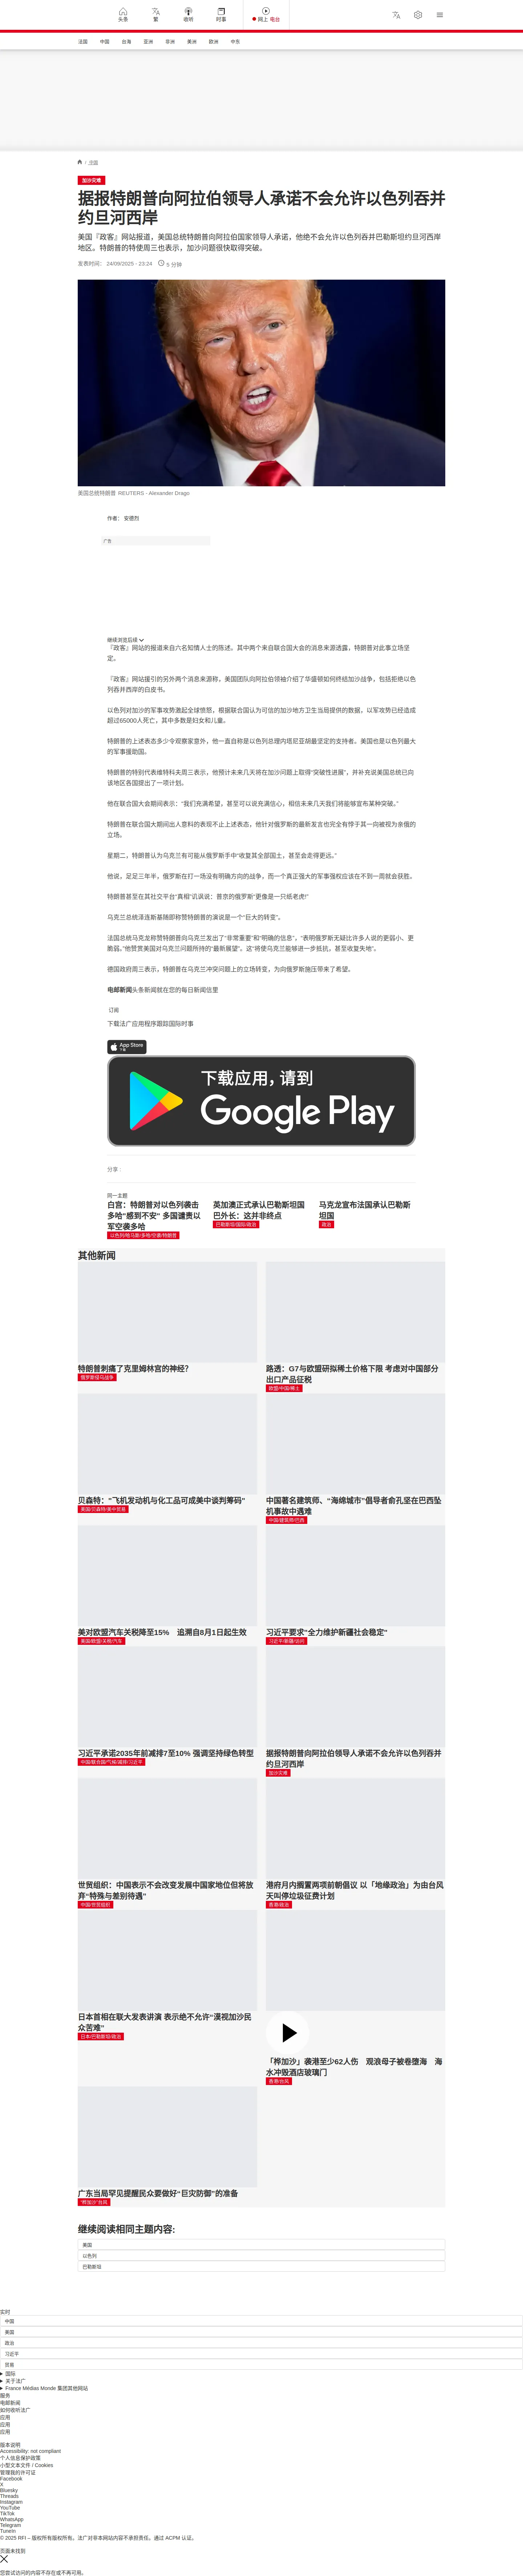 头条
繁
收听
时事
网上 电台
法国
中国
台海
亚洲
非洲
美洲
欧洲
中东
/ 中国
加沙灾难
据报特朗普向阿拉伯领导人承诺不会允许以色列吞并约旦河西岸
美国『政客』网站报道，美国总统特朗普向阿拉伯国家领导人承诺，他绝不会允许以色列吞并巴勒斯坦约旦河西岸地区。特朗普的特使周三也表示，加沙问题很快取得突破。
发表时间： 24/09/2025 - 23:24
5 分钟
美国总统特朗普 REUTERS - Alexander Drago
作者： 安德烈
广告
继续浏览后续
『政客』网站的报道来自六名知情人士的陈述。其中两个来自联合国大会的消息来源透露，特朗普对此事立场坚定。
『政客』网站援引的另外两个消息来源称，美国团队向阿拉伯领袖介绍了华盛顿如何终结加沙战争，包括拒绝以色列吞并西岸的白皮书。
以色列对加沙的军事攻势激起全球愤怒，根据联合国认为可信的加沙地方卫生当局提供的数据，以军攻势已经造成超过65000人死亡，其中多数是妇女和儿童。
特朗普的上述表态多少令观察家意外，他一直自称是以色列总理内塔尼亚胡最坚定的支持者。美国也是以色列最大的军事援助国。
特朗普的特别代表维特科夫周三表示，他预计未来几天将在加沙问题上取得“突破性进展”，并补充说美国总统已向该地区各国提出了一项计划。
他在联合国大会期间表示：“我们充满希望，甚至可以说充满信心，相信未来几天我们将能够宣布某种突破。”
特朗普在联合国大期间出人意料的表现不止上述表态，他针对俄罗斯的最新发言也完全有悖于其一向被视为亲俄的立场。
星期二，特朗普认为乌克兰有可能从俄罗斯手中“收复其全部国土，甚至会走得更远。”
他说，足足三年半，俄罗斯在打一场没有明确方向的战争，而一个真正强大的军事强权应该在不到一周就会获胜。
特朗普甚至在其社交平台“真相”讥讽说：普京的俄罗斯”更像是一只纸老虎!“
乌克兰总统泽连斯基随即称赞特朗普的演说是一个“巨大的转变”。
法国总统马克龙称赞特朗普向乌克兰发出了“非常重要”和“明确的信息”，“表明俄罗斯无疑比许多人说的更弱小、更脆弱。”他赞赏美国对乌克兰问题所持的“最新展望”，这“将使乌克兰能够进一步抵抗，甚至收复失地”。
德国政府周三表示，特朗普在乌克兰冲突问题上的立场转变，为向俄罗斯施压带来了希望。
电邮新闻头条新闻就在您的每日新闻信里
订阅
下载法广应用程序跟踪国际时事
App Store
下载
下载应用，请到
Google Play
分享 :
同一主题
白宫：特朗普对以色列袭击多哈“感到不安” 多国谴责以军空袭多哈
以色列/哈马斯/多哈/空袭/特朗普
英加澳正式承认巴勒斯坦国 巴外长：这并非终点
巴勒斯坦/国际/政治
马克龙宣布法国承认巴勒斯坦国
政治
其他新闻
特朗普刺痛了克里姆林宫的神经?
俄罗斯侵乌战争
路透：G7与欧盟研拟稀土价格下限 考虑对中国部分出口产品征税
欧盟/中国/稀土
贝森特：”飞机发动机与化工品可成美中谈判筹码”
美国/贝森特/美中贸易
中国著名建筑师、“海绵城市”倡导者俞孔坚在巴西坠机事故中遇难
中国/建筑师/巴西
美对欧盟汽车关税降至15% 追溯自8月1日起生效
美国/欧盟/关税/汽车
习近平要求"全力维护新疆社会稳定"
习近平/新疆/访问
习近平承诺2035年前减排7至10% 强调坚持绿色转型
中国/联合国/气候/减排/习近平
据报特朗普向阿拉伯领导人承诺不会允许以色列吞并约旦河西岸
加沙灾难
世贸组织：中国表示不会改变发展中国家地位但将放弃“特殊与差别待遇”
中国/世贸组织
港府月内搁置两项前朝倡议 以「地缘政治」为由台风天叫停垃圾征费计划
香港/政治
日本首相在联大发表讲演 表示绝不允许“漠视加沙民众苦难”
日本/巴勒斯坦/政治
「桦加沙」袭港至少62人伤 观浪母子被卷堕海 海水冲毁酒店玻璃门
香港/台风
广东当局罕见提醒民众要做好“巨灾防御”的准备
“桦加沙”台风
继续阅读相同主题内容:
美国
以色列
巴勒斯坦
实时
中国
美国
政治
习近平
贸易
国际
关于法广
France Médias Monde 集团其他网站
服务
电邮新闻
如何收听法广
应用
应用
应用
版本说明
Accessibility: not compliant
个人信息保护政策
小型文本文件 / Cookies
管理我的许可证
Facebook
X
Bluesky
Threads
Instagram
YouTube
TikTok
WhatsApp
Telegram
TuneIn
© 2025 RFI – 版权所有版权所有。法广对非本网站内容不承担责任。通过 ACPM 认证。
页面未找到
您尝试访问的内容不存在或不再可用。